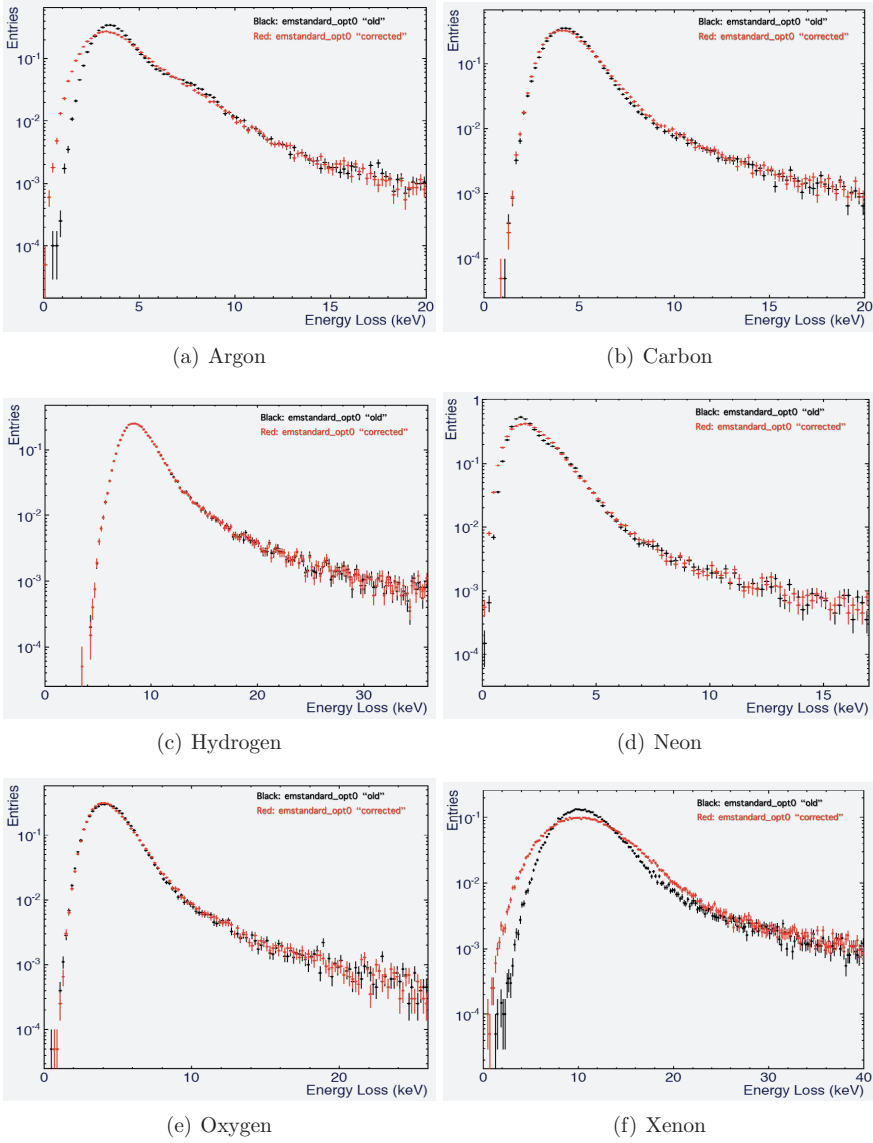 Entries
Black: emstandard_opt0 "old"
Red: emstandard_opt0 "corrected"
10⁻¹
10⁻²
10⁻³
10⁻⁴
0 5 10 15 20
Energy Loss (keV)
(a) Argon
Entries
Black: emstandard_opt0 "old"
Red: emstandard_opt0 "corrected"
10⁻¹
10⁻²
10⁻³
10⁻⁴
0 5 10 15 20
Energy Loss (keV)
(b) Carbon
Entries
Black: emstandard_opt0 "old"
Red: emstandard_opt0 "corrected"
10⁻¹
10⁻²
10⁻³
10⁻⁴
0 10 20 30
Energy Loss (keV)
(c) Hydrogen
Entries
1
Black: emstandard_opt0 "old"
Red: emstandard_opt0 "corrected"
10⁻¹
10⁻²
10⁻³
10⁻⁴
0 5 10 15
Energy Loss (keV)
(d) Neon
Entries
Black: emstandard_opt0 "old"
Red: emstandard_opt0 "corrected"
10⁻¹
10⁻²
10⁻³
10⁻⁴
0 10 20
Energy Loss (keV)
(e) Oxygen
Entries
Black: emstandard_opt0 "old"
Red: emstandard_opt0 "corrected"
10⁻¹
10⁻²
10⁻³
10⁻⁴
0 10 20 30 40
Energy Loss (keV)
(f) Xenon